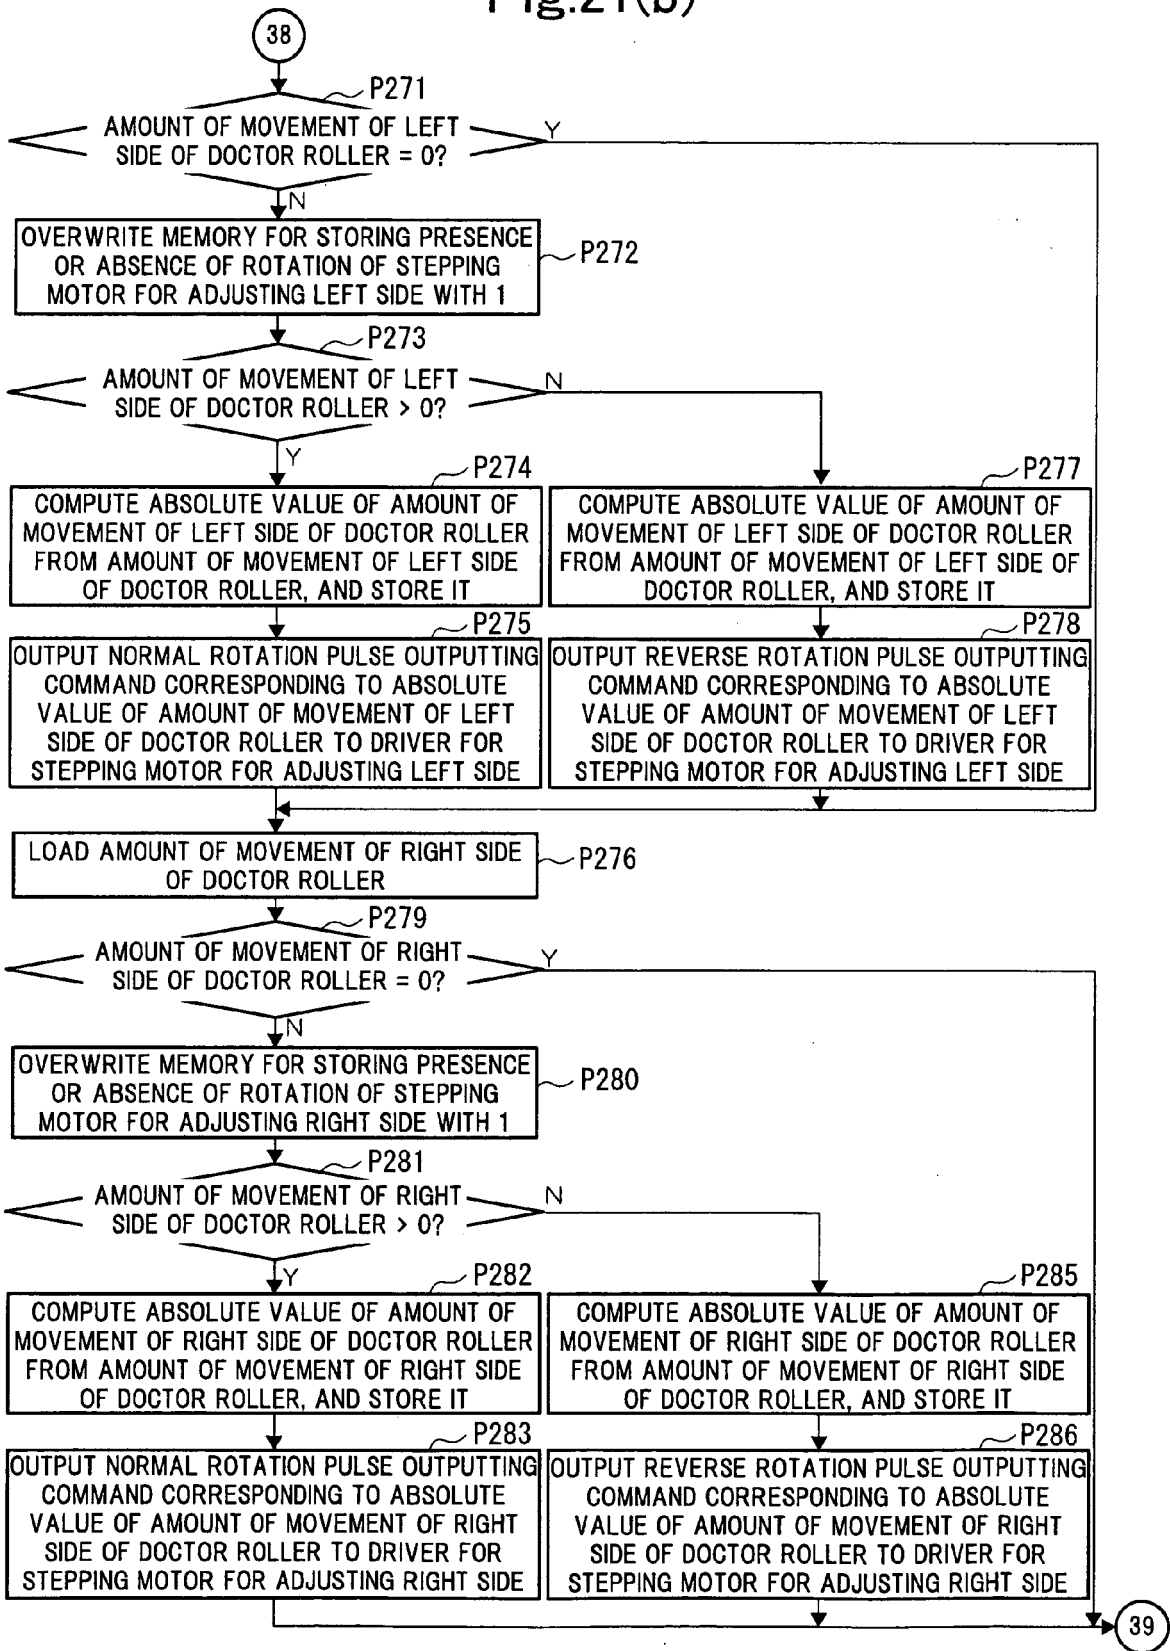 Fig.21(b)
38
P271
AMOUNT OF MOVEMENT OF LEFT
SIDE OF DOCTOR ROLLER = 0?
Y
N
OVERWRITE MEMORY FOR STORING PRESENCE
OR ABSENCE OF ROTATION OF STEPPING
MOTOR FOR ADJUSTING LEFT SIDE WITH 1
P272
P273
AMOUNT OF MOVEMENT OF LEFT
SIDE OF DOCTOR ROLLER > 0?
N
Y
P274
COMPUTE ABSOLUTE VALUE OF AMOUNT OF
MOVEMENT OF LEFT SIDE OF DOCTOR ROLLER
FROM AMOUNT OF MOVEMENT OF LEFT SIDE
OF DOCTOR ROLLER, AND STORE IT
P277
COMPUTE ABSOLUTE VALUE OF AMOUNT OF
MOVEMENT OF LEFT SIDE OF DOCTOR ROLLER
FROM AMOUNT OF MOVEMENT OF LEFT SIDE OF
DOCTOR ROLLER, AND STORE IT
P275
OUTPUT NORMAL ROTATION PULSE OUTPUTTING
COMMAND CORRESPONDING TO ABSOLUTE
VALUE OF AMOUNT OF MOVEMENT OF LEFT
SIDE OF DOCTOR ROLLER TO DRIVER FOR
STEPPING MOTOR FOR ADJUSTING LEFT SIDE
P278
OUTPUT REVERSE ROTATION PULSE OUTPUTTING
COMMAND CORRESPONDING TO ABSOLUTE
VALUE OF AMOUNT OF MOVEMENT OF LEFT
SIDE OF DOCTOR ROLLER TO DRIVER FOR
STEPPING MOTOR FOR ADJUSTING LEFT SIDE
LOAD AMOUNT OF MOVEMENT OF RIGHT SIDE
OF DOCTOR ROLLER
P276
P279
AMOUNT OF MOVEMENT OF RIGHT
SIDE OF DOCTOR ROLLER = 0?
Y
N
OVERWRITE MEMORY FOR STORING PRESENCE
OR ABSENCE OF ROTATION OF STEPPING
MOTOR FOR ADJUSTING RIGHT SIDE WITH 1
P280
P281
AMOUNT OF MOVEMENT OF RIGHT
SIDE OF DOCTOR ROLLER > 0?
N
Y
P282
COMPUTE ABSOLUTE VALUE OF AMOUNT OF
MOVEMENT OF RIGHT SIDE OF DOCTOR ROLLER
FROM AMOUNT OF MOVEMENT OF RIGHT SIDE
OF DOCTOR ROLLER, AND STORE IT
P285
COMPUTE ABSOLUTE VALUE OF AMOUNT OF
MOVEMENT OF RIGHT SIDE OF DOCTOR ROLLER
FROM AMOUNT OF MOVEMENT OF RIGHT SIDE
OF DOCTOR ROLLER, AND STORE IT
P283
OUTPUT NORMAL ROTATION PULSE OUTPUTTING
COMMAND CORRESPONDING TO ABSOLUTE
VALUE OF AMOUNT OF MOVEMENT OF RIGHT
SIDE OF DOCTOR ROLLER TO DRIVER FOR
STEPPING MOTOR FOR ADJUSTING RIGHT SIDE
P286
OUTPUT REVERSE ROTATION PULSE OUTPUTTING
COMMAND CORRESPONDING TO ABSOLUTE
VALUE OF AMOUNT OF MOVEMENT OF RIGHT
SIDE OF DOCTOR ROLLER TO DRIVER FOR
STEPPING MOTOR FOR ADJUSTING RIGHT SIDE
39